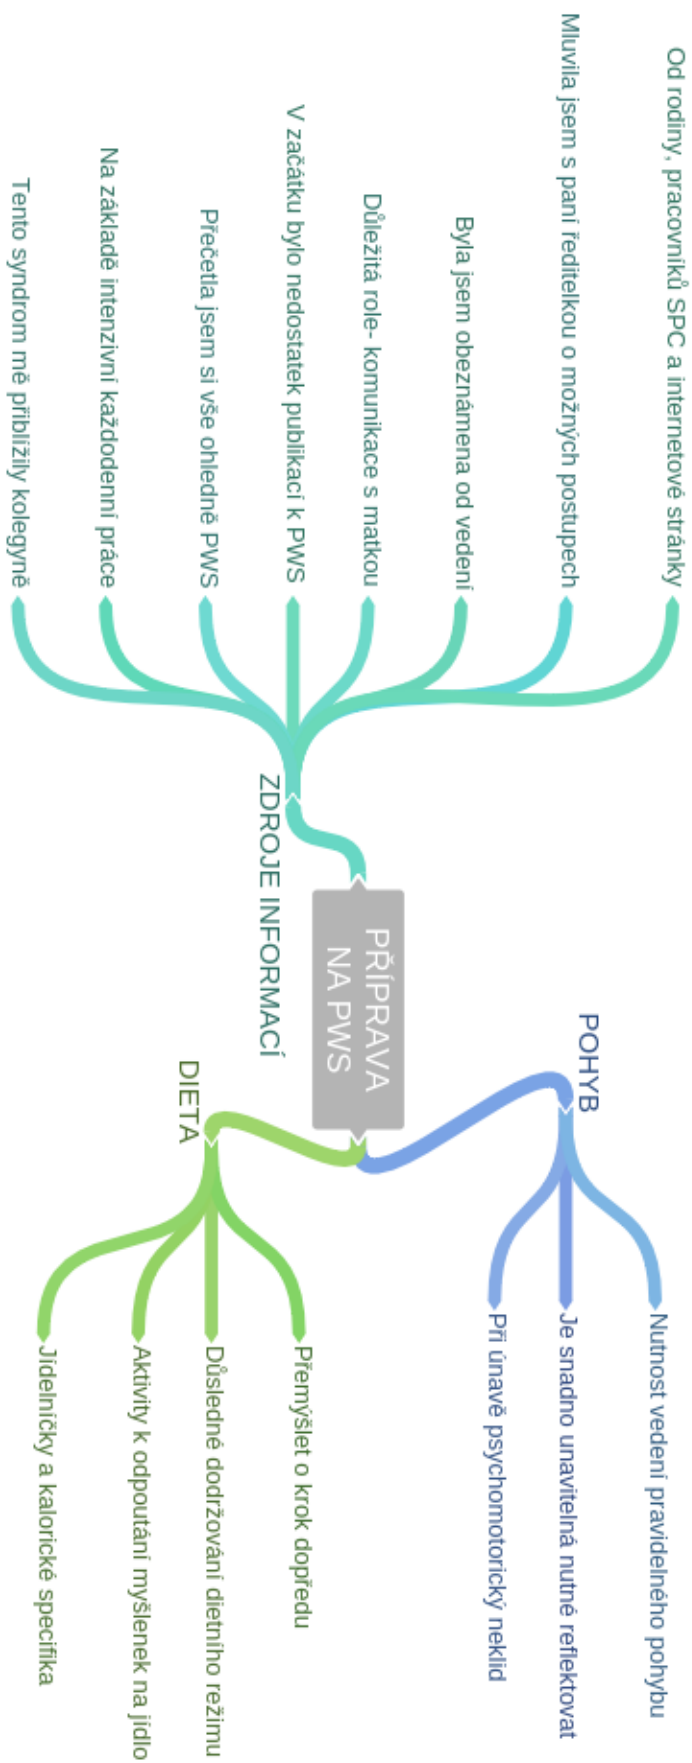 PŘÍPRAVA
NA PWS
ZDROJE INFORMACÍ
Od rodiny, pracovníků SPC a internetové stránky
Mluvila jsem s paní ředitelkou o možných postupech
Byla jsem obeznámena od vedení
Důležitá role- komunikace s matkou
V začátku bylo nedostatek publikací k PWS
Přečetla jsem si vše ohledně PWS
Na základě intenzivní každodenní práce
Tento syndrom mě přiblížily kolegyně
POHYB
Nutnost vedení pravidelného pohybu
Je snadno unavitelná nutné reflektovat
Při únavě psychomotorický neklid
DIETA
Přemýšlet o krok dopředu
Důsledné dodržování dietního režimu
Aktivity k odpoutání myšlenek na jídlo
Jídelníčky a kalorické specifika